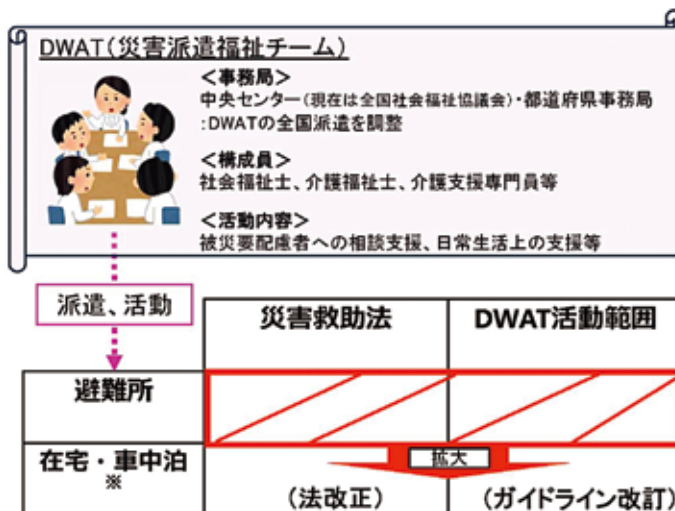 DWAT(災害派遣福祉チーム)
＜事務局＞
中央センター(現在は全国社会福祉協議会)・都道府県事務局
:DWATの全国派遣を調整
＜構成員＞
社会福祉士、介護福祉士、介護支援専門員等
＜活動内容＞
被災要配慮者への相談支援、日常生活上の支援等
派遣、活動
災害救助法
DWAT活動範囲
避難所
在宅・車中泊
※
拡大
(法改正)
(ガイドライン改訂)